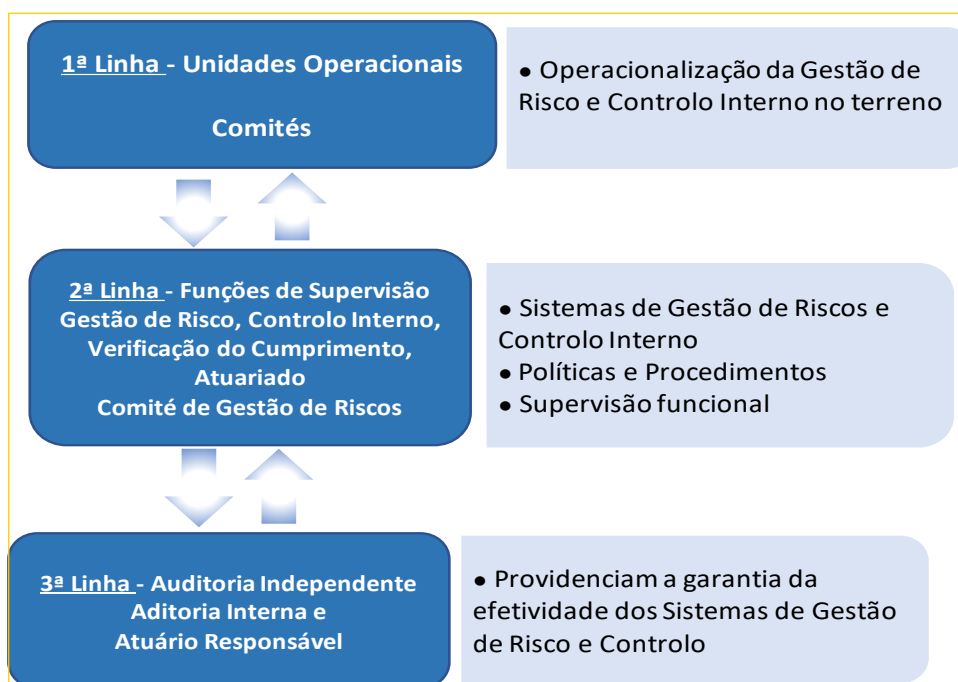 1ª Linha - Unidades Operacionais
Comités
● Operacionalização da Gestão de
Risco e Controlo Interno no terreno
2ª Linha - Funções de Supervisão
Gestão de Risco, Controlo Interno,
Verificação do Cumprimento,
Atuariado
Comité de Gestão de Riscos
● Sistemas de Gestão de Riscos e
Controlo Interno
● Políticas e Procedimentos
● Supervisão funcional
3ª Linha - Auditoria Independente
Aditoria Interna e
Atuário Responsável
● Providenciam a garantia da
efetividade dos Sistemas de Gestão
de Risco e Controlo